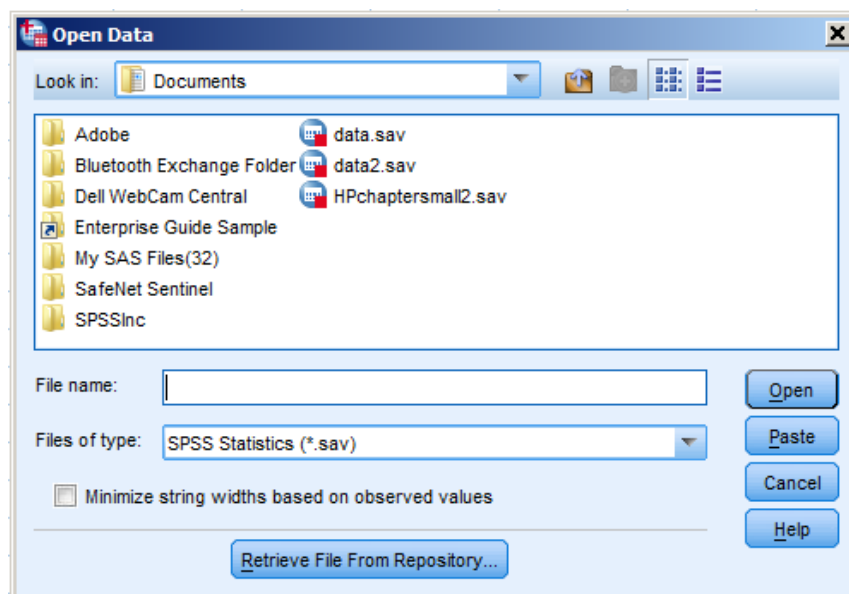 Open Data
Look in: Documents
Adobe
Bluetooth Exchange Folder
Dell WebCam Central
Enterprise Guide Sample
My SAS Files(32)
SafeNet Sentinel
SPSSInc
data.sav
data2.sav
HPchaptersmall2.sav
File name:
Open
Files of type: SPSS Statistics (*.sav)
Paste
Minimize string widths based on observed values
Cancel
Help
Retrieve File From Repository...